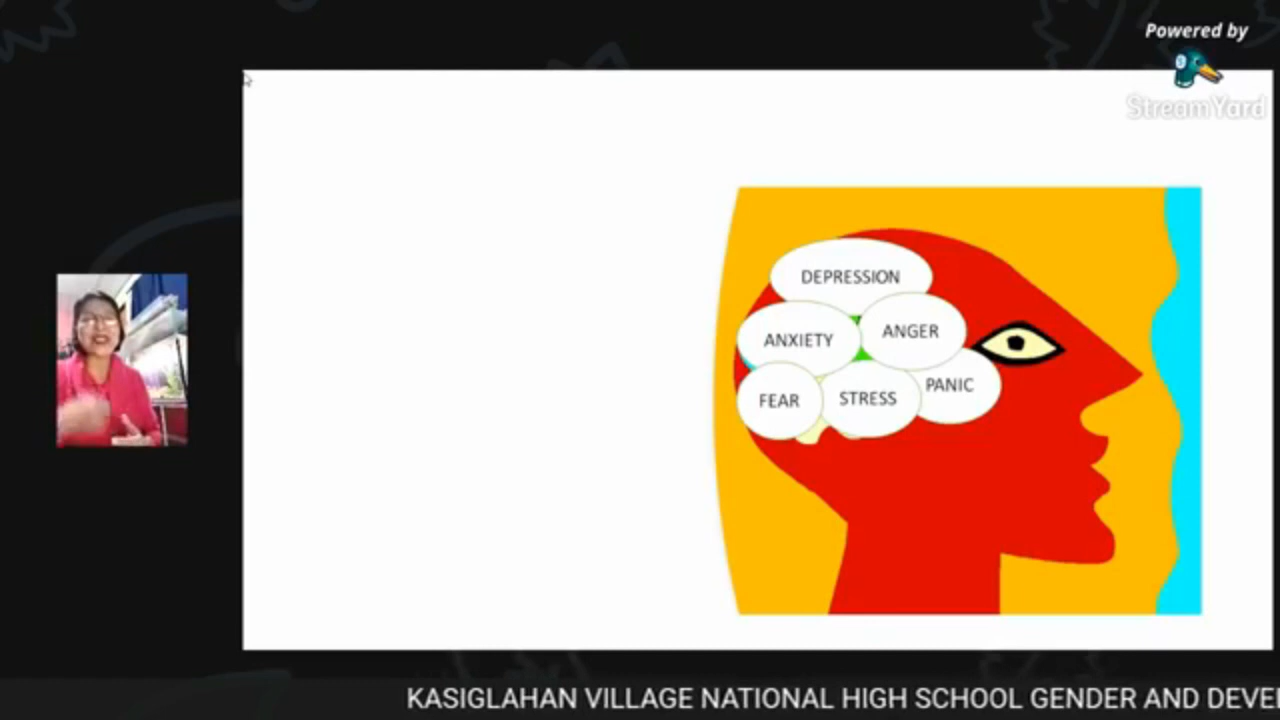 Powered by
StreamYard
DEPRESSION
ANXIETY
ANGER
FEAR
STRESS
PANIC
KASIGLAHAN VILLAGE NATIONAL HIGH SCHOOL GENDER AND DEVE